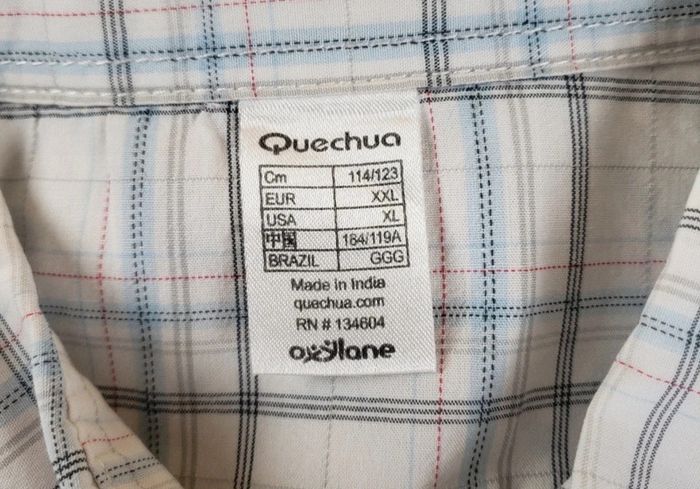 Quechua
Cm 114/123
EUR XXL
USA XL
中国 184/119A
BRAZIL GGG
Made in India
quechua.com
RN # 134604
oxylane